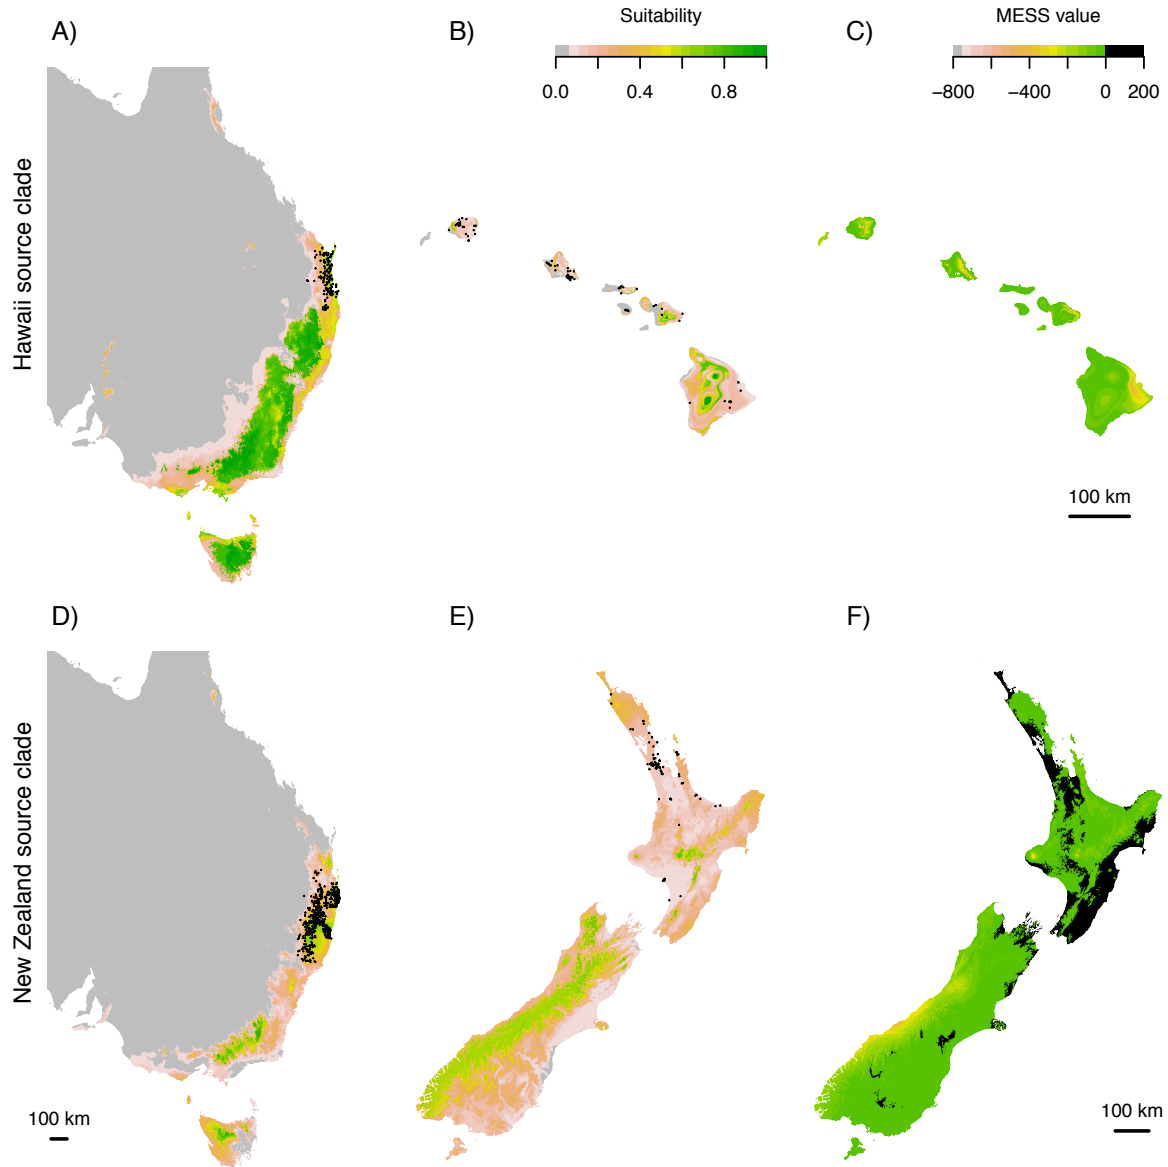 A)
B)
C)
Suitability
0.0 0.4 0.8
MESS value
−800 −400 0 200
Hawaii source clade
100 km
D)
E)
F)
New Zealand source clade
100 km
100 km